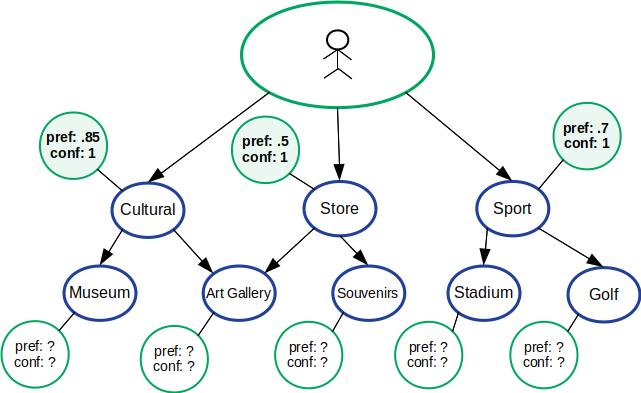 pref: .85
conf: 1
pref: .5
conf: 1
pref: .7
conf: 1
Cultural
Store
Sport
Museum
Art Gallery
Souvenirs
Stadium
Golf
pref: ?
conf: ?
pref: ?
conf: ?
pref: ?
conf: ?
pref: ?
conf: ?
pref: ?
conf: ?